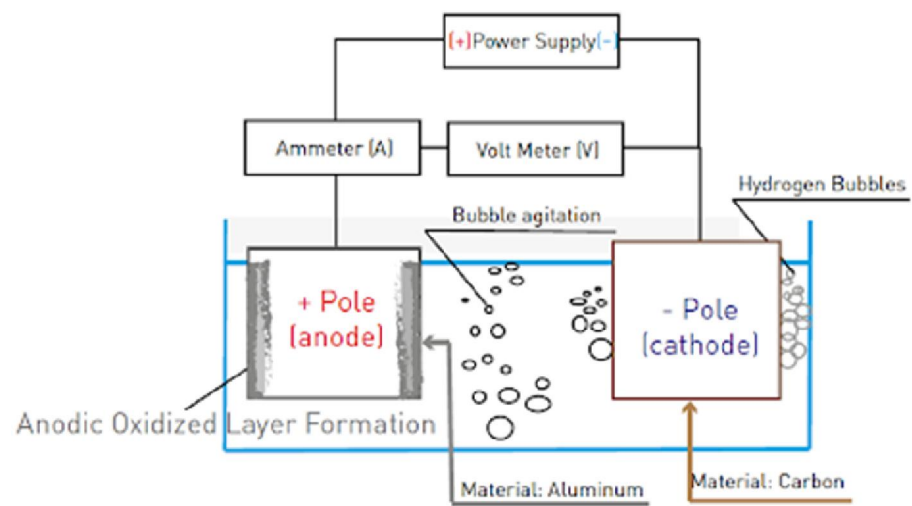 (+)Power Supply(-)
Ammeter (A)
Volt Meter (V)
Hydrogen Bubbles
Bubble agitation
+ Pole
(anode)
- Pole
(cathode)
Anodic Oxidized Layer Formation
Material: Aluminum
Material: Carbon